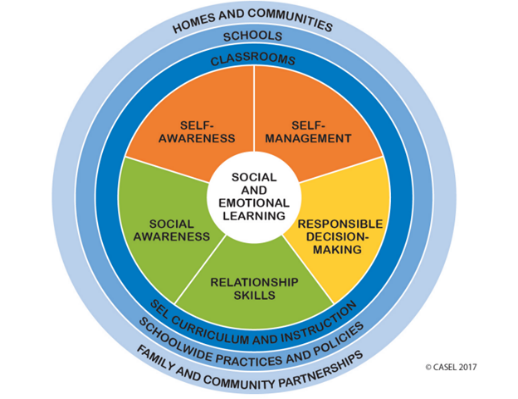 HOMES AND COMMUNITIES
SCHOOLS
CLASSROOMS
SELF-
AWARENESS
SELF-
MANAGEMENT
SOCIAL
AND
EMOTIONAL
LEARNING
SOCIAL
AWARENESS
RESPONSIBLE
DECISION-
MAKING
RELATIONSHIP
SKILLS
SEL CURRICULUM AND INSTRUCTION
SCHOOLWIDE PRACTICES AND POLICIES
FAMILY AND COMMUNITY PARTNERSHIPS
© CASEL 2017